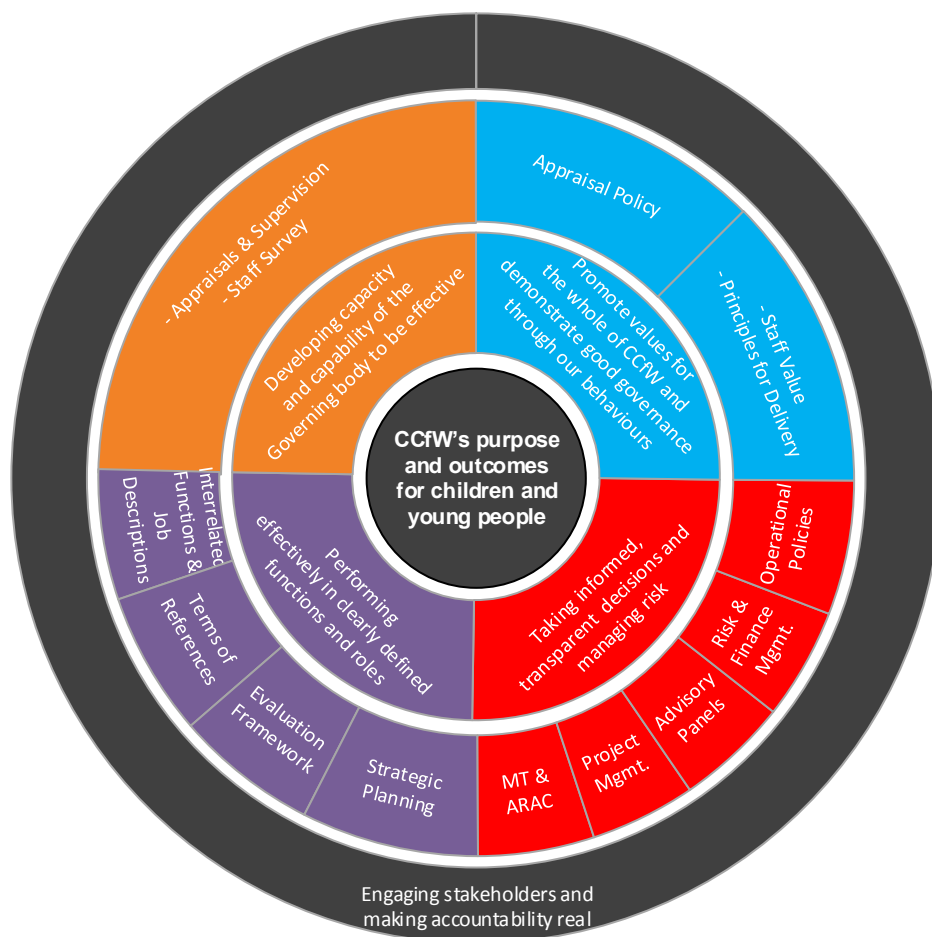 Appraisal Policy
- Staff Value
- Principles for Delivery
- Appraisals & Supervision
- Staff Survey
Developing capacity
and capability of the
Governing body to be effective
Promote values for
the whole of CCfW and
demonstrate good governance
through our behaviours
CCfW’s purpose
and outcomes
for children and
young people
Interrelated
Functions &
Job
Descriptions
Terms of
References
Evaluation
Framework
Strategic
Planning
Performing
effectively in clearly defined
functions and roles
Taking informed,
transparent decisions and
managing risk
Operational
Policies
Risk &
Finance
Mgmt.
Advisory
Panels
Project
Mgmt.
MT &
ARAC
Engaging stakeholders and
making accountability real